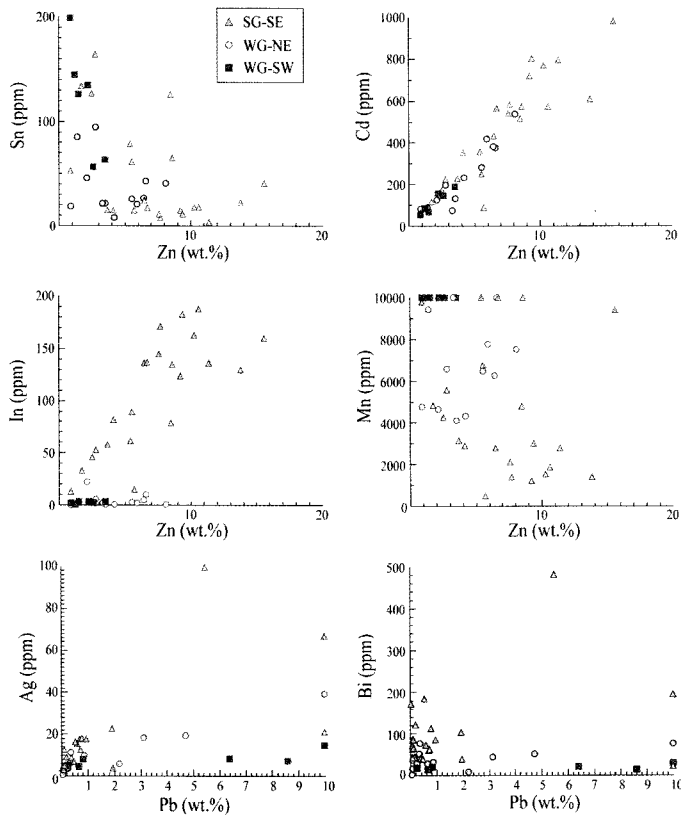 200
100
0
Sn (ppm)
10
20
Zn (wt.%)
SG-SE
WG-NE
WG-SW
1000
800
600
400
200
0
Cd (ppm)
10
20
Zn (wt.%)
200
150
100
50
0
In (ppm)
10
20
Zn (wt.%)
10000
8000
6000
4000
2000
0
Mn (ppm)
10
20
Zn (wt.%)
100
80
60
40
20
0
Ag (ppm)
1 2 3 4 5 6 7 8 9 10
Pb (wt.%)
500
400
300
200
100
0
Bi (ppm)
1 2 3 4 5 6 7 8 9 10
Pb (wt.%)